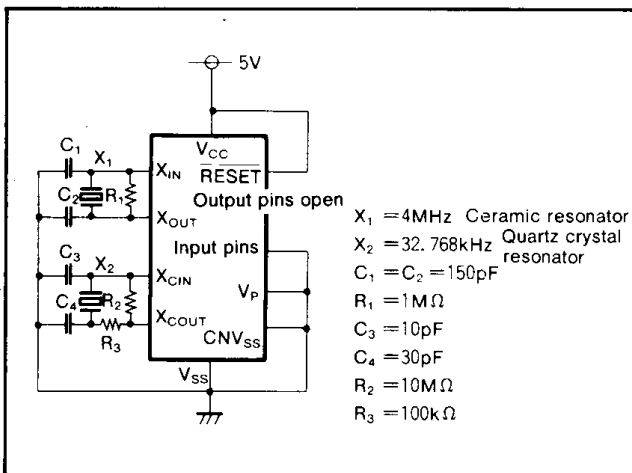 5V
VCC
RESET
C1
X1
XIN
Output pins open
C2
R1
XOUT
Input pins
C3
X2
XCIN
C4
R2
VP
XCOUT
R3
CNVSS
VSS
X1 = 4MHz Ceramic resonator
X2 = 32.768kHz Quartz crystal
resonator
C1 = C2 = 150pF
R1 = 1MΩ
C3 = 10pF
C4 = 30pF
R2 = 10MΩ
R3 = 100kΩ